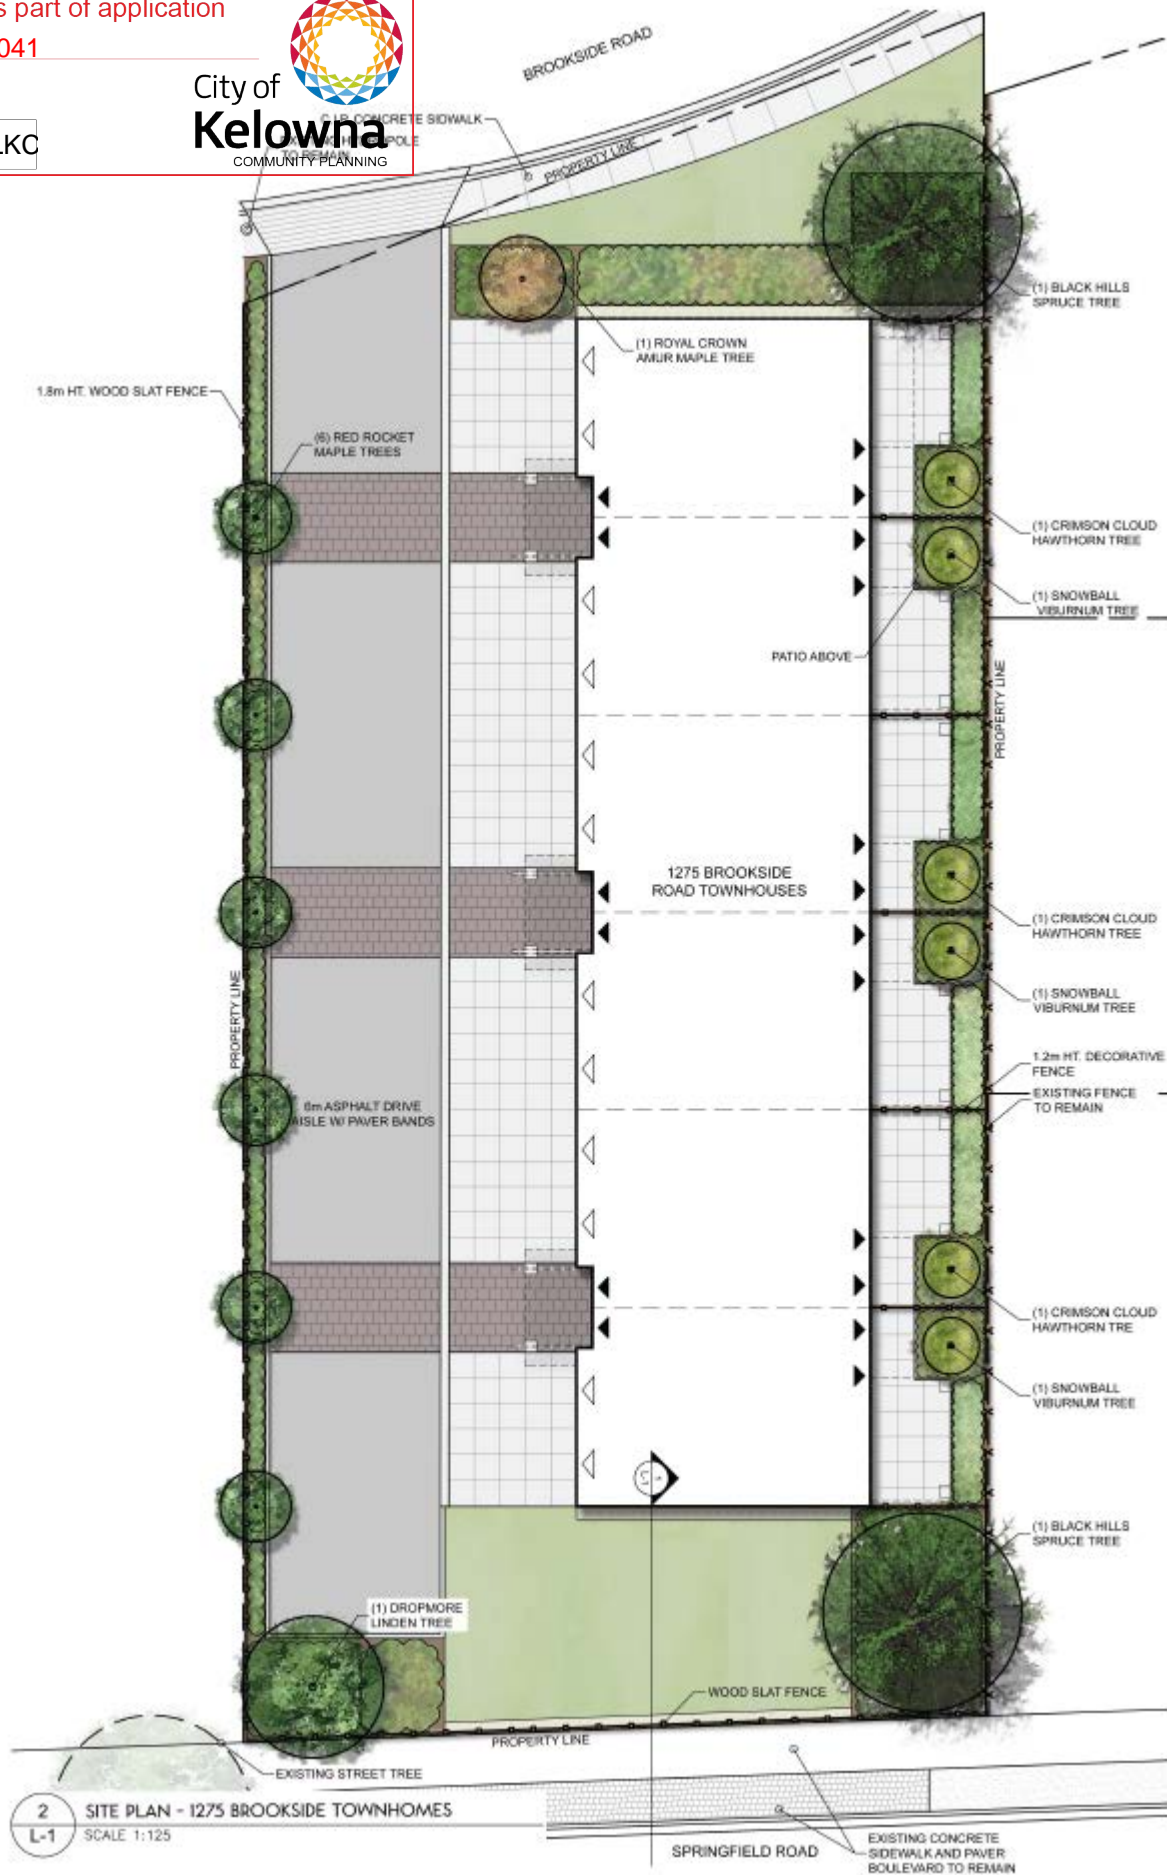 s part of application
041
City of
Kelowna
COMMUNITY PLANNING
BROOKSIDE ROAD
C.I.P. CONCRETE SIDWALK
EXISTING HYDRO POLE
TO REMAIN
PROPERTY LINE
(1) BLACK HILLS
SPRUCE TREE
(1) ROYAL CROWN
AMUR MAPLE TREE
1.8m HT. WOOD SLAT FENCE
(6) RED ROCKET
MAPLE TREES
(1) CRIMSON CLOUD
HAWTHORN TREE
(1) SNOWBALL
VIBURNUM TREE
PATIO ABOVE
PROPERTY LINE
1275 BROOKSIDE
ROAD TOWNHOUSES
(1) CRIMSON CLOUD
HAWTHORN TREE
PROPERTY LINE
(1) SNOWBALL
VIBURNUM TREE
1.2m HT. DECORATIVE
FENCE
EXISTING FENCE
TO REMAIN
6m ASPHALT DRIVE
AISLE W/ PAVER BANDS
(1) CRIMSON CLOUD
HAWTHORN TRE
(1) SNOWBALL
VIBURNUM TREE
(1) BLACK HILLS
SPRUCE TREE
(1) DROPMORE
LINDEN TREE
WOOD SLAT FENCE
PROPERTY LINE
EXISTING STREET TREE
2
L-1
SITE PLAN - 1275 BROOKSIDE TOWNHOMES
SCALE 1:125
SPRINGFIELD ROAD
EXISTING CONCRETE
SIDEWALK AND PAVER
BOULEVARD TO REMAIN